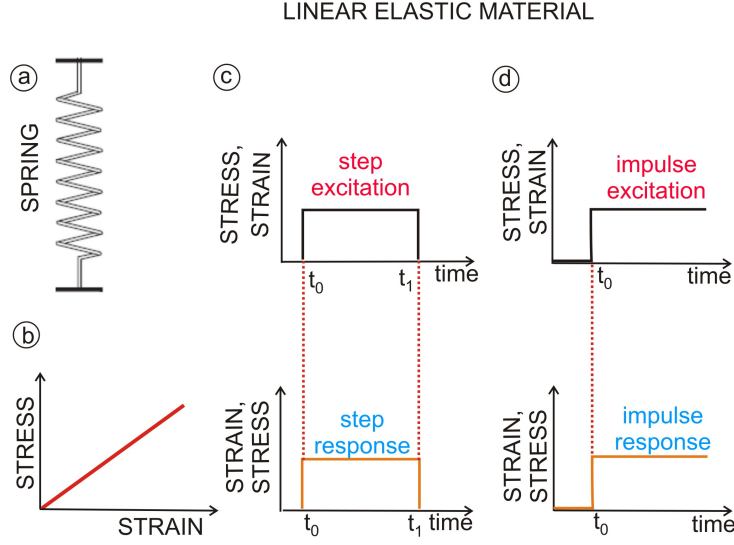 LINEAR ELASTIC MATERIAL
a
SPRING
b
STRESS
STRAIN
c
STRESS,
STRAIN
step
excitation
t0
t1
time
STRAIN,
STRESS
step
response
t0
t1
time
d
STRESS,
STRAIN
impulse
excitation
t0
time
STRAIN,
STRESS
impulse
response
t0
time